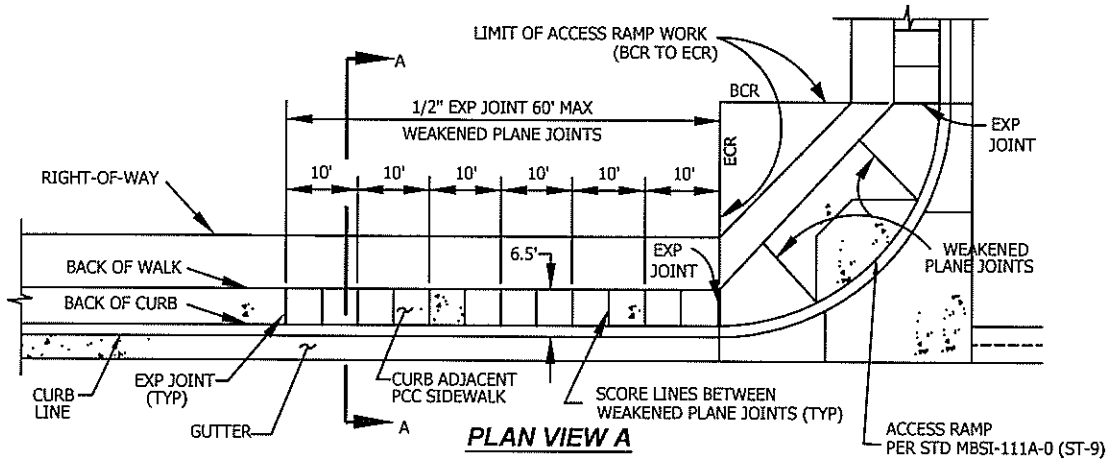 LIMIT OF ACCESS RAMP WORK
(BCR TO ECR)
A
BCR
1/2" EXP JOINT 60' MAX
WEAKENED PLANE JOINTS
EXP
JOINT
ECR
10' 10' 10' 10' 10' 10'
RIGHT-OF-WAY
6.5'
EXP
JOINT
WEAKENED
PLANE JOINTS
BACK OF WALK
BACK OF CURB
CURB
LINE
EXP JOINT
(TYP)
GUTTER
CURB ADJACENT
PCC SIDEWALK
SCORE LINES BETWEEN
WEAKENED PLANE JOINTS (TYP)
A
ACCESS RAMP
PER STD MBSI-111A-0 (ST-9)
PLAN VIEW A